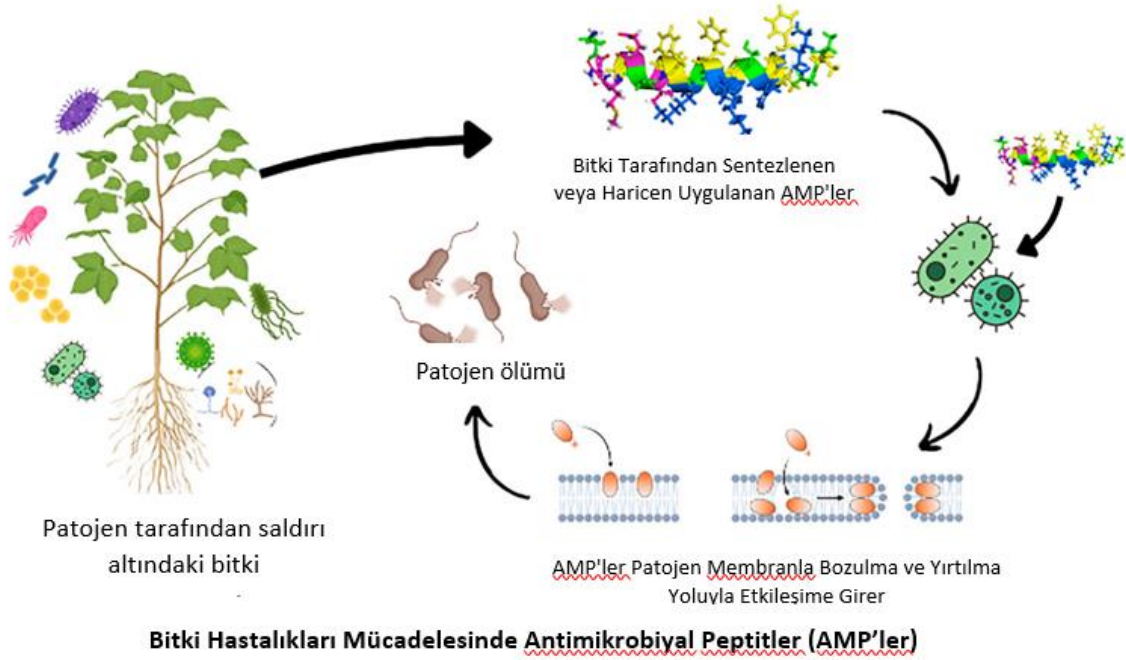 Bitki Tarafından Sentezlenen
veya Haricen Uygulanan AMP'ler
Patojen ölümü
Patojen tarafından saldırı
altındaki bitki
AMP'ler Patojen Membranla Bozulma ve Yırtılma
Yoluyla Etkileşime Girer
Bitki Hastalıkları Mücadelesinde Antimikrobiyal Peptitler (AMP’ler)